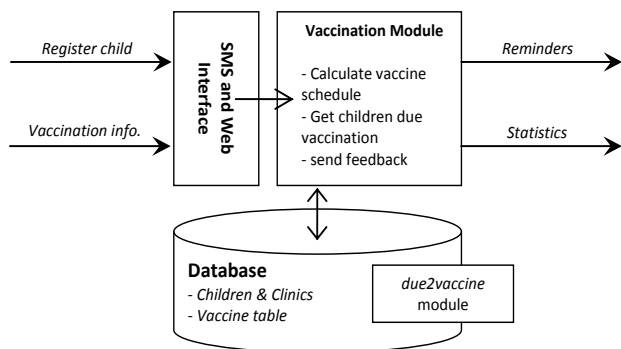 Register child
Vaccination info.
SMS and Web
Interface
Vaccination Module
- Calculate vaccine
schedule
- Get children due
vaccination
- send feedback
Reminders
Statistics
Database
- Children & Clinics
- Vaccine table
due2vaccine
module